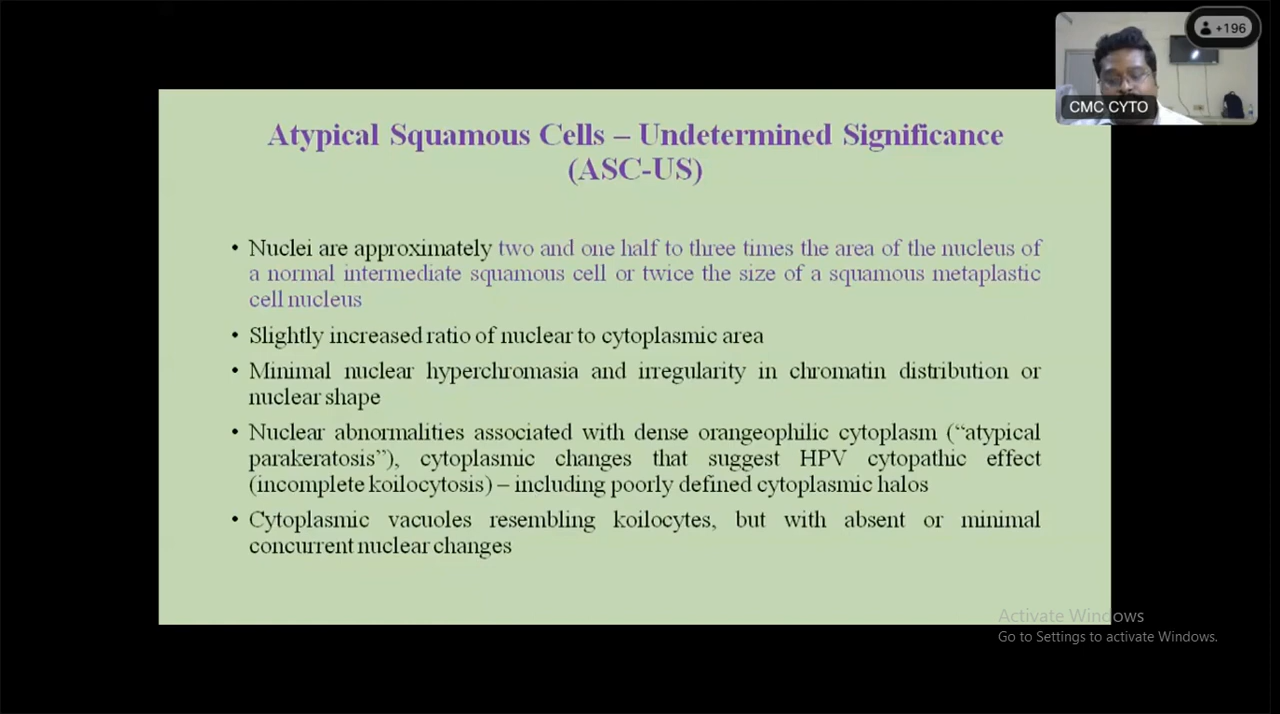 +196
CMC CYTO
Atypical Squamous Cells – Undetermined Significance
(ASC-US)
• Nuclei are approximately two and one half to three times the area of the nucleus of
a normal intermediate squamous cell or twice the size of a squamous metaplastic
cell nucleus
• Slightly increased ratio of nuclear to cytoplasmic area
• Minimal nuclear hyperchromasia and irregularity in chromatin distribution or
nuclear shape
• Nuclear abnormalities associated with dense orangeophilic cytoplasm (“atypical
parakeratosis”), cytoplasmic changes that suggest HPV cytopathic effect
(incomplete koilocytosis) – including poorly defined cytoplasmic halos
• Cytoplasmic vacuoles resembling koilocytes, but with absent or minimal
concurrent nuclear changes
Activate Windows
Go to Settings to activate Windows.